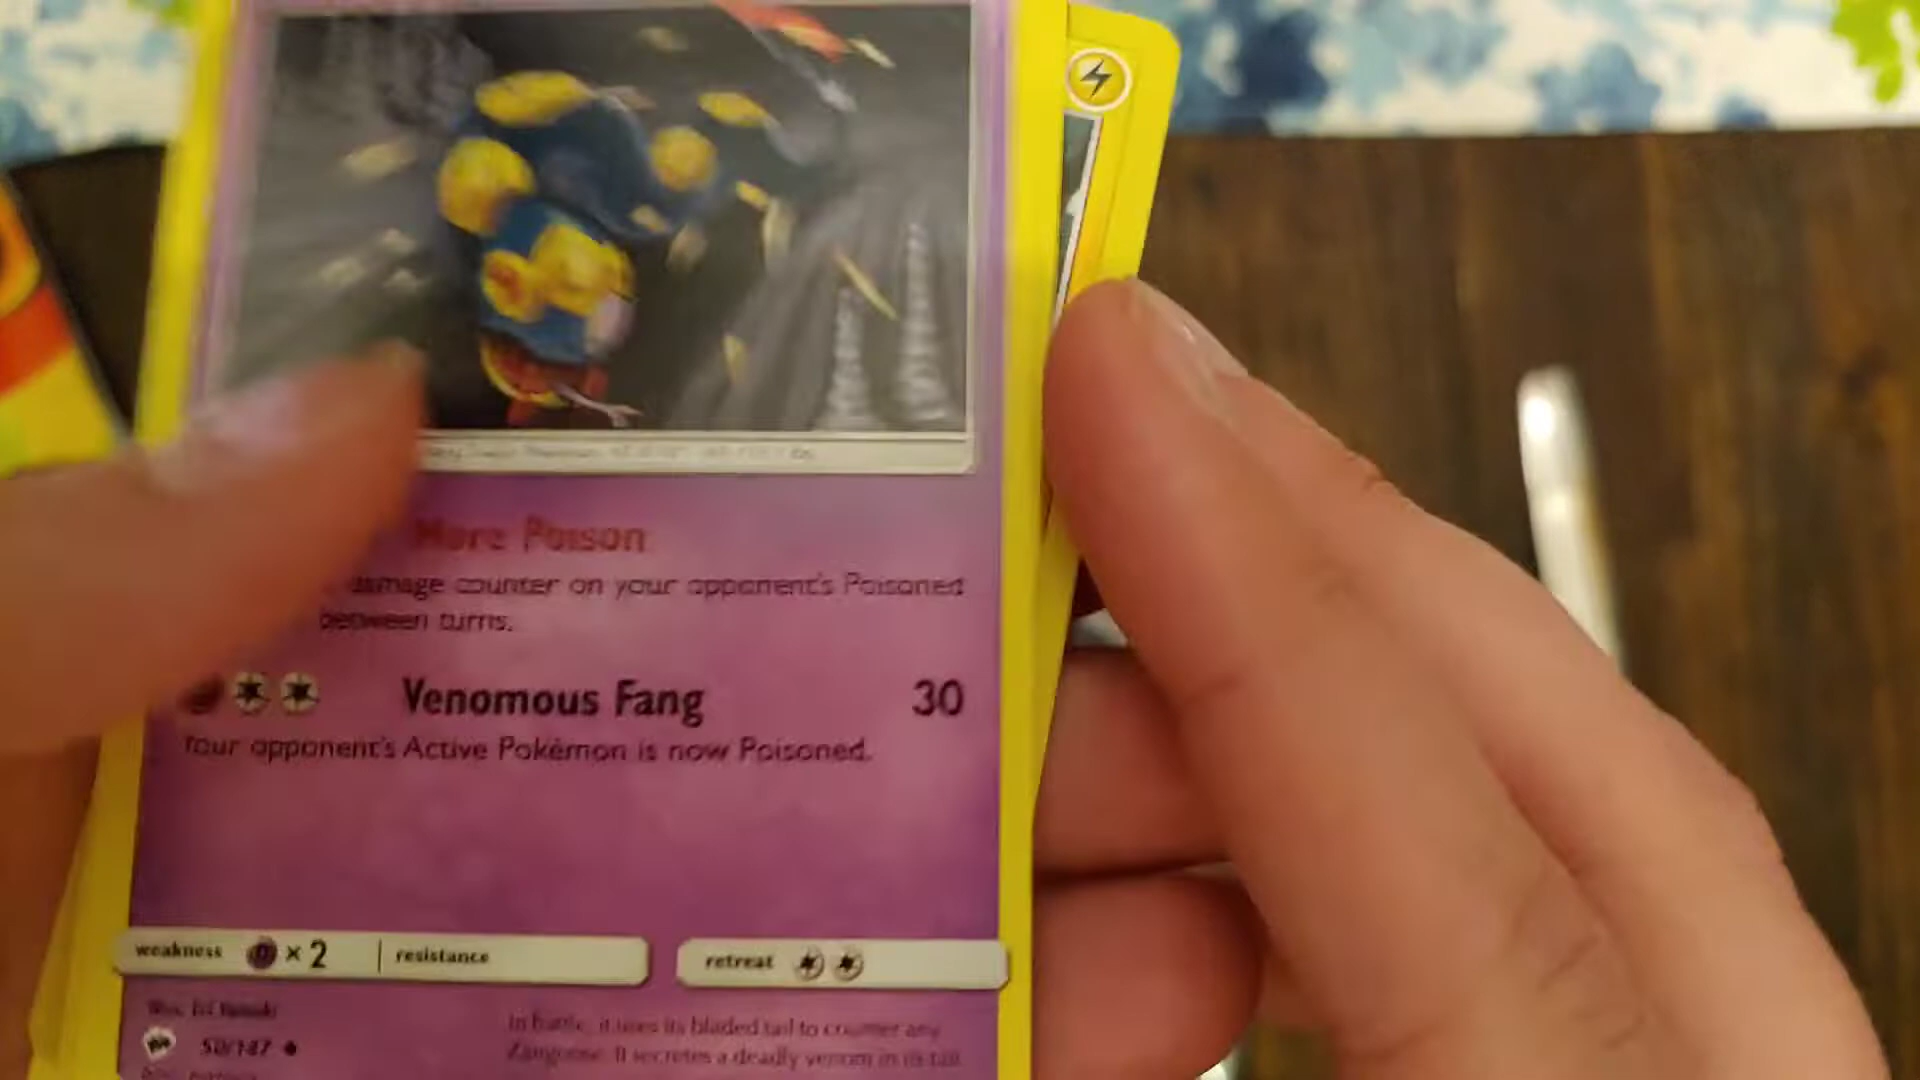 More Poison
damage counter on your opponent's Poisoned
between turns.
Venomous Fang 30
Your opponent's Active Pokémon is now Poisoned.
weakness ×2 resistance retreat
50/147
In battle, it uses its bladed tail to counter any
Zangoose. It secretes a deadly venom in its tail.